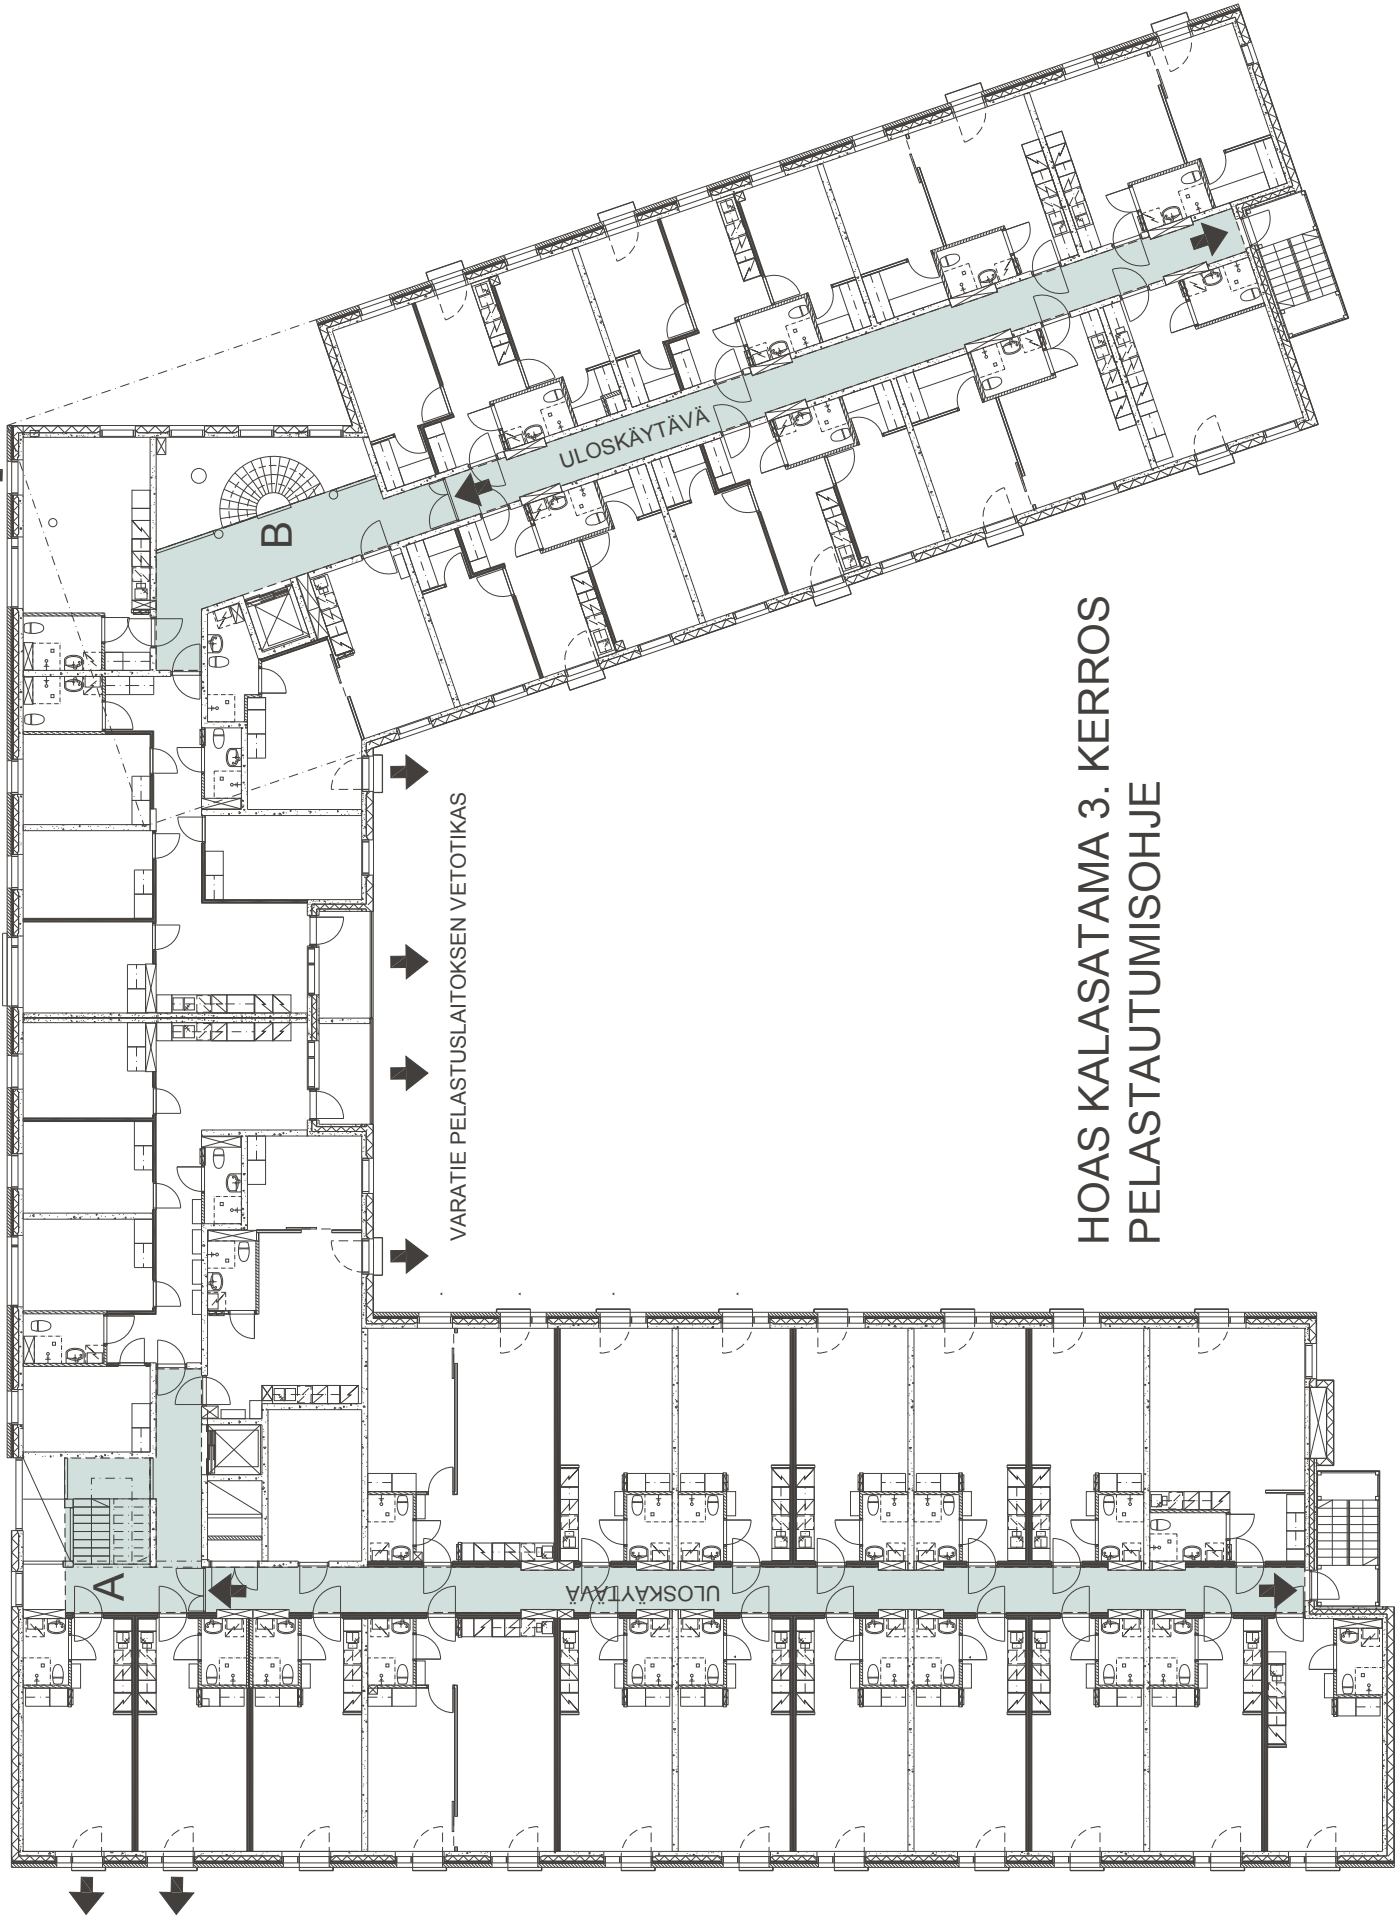 HOAS KALASATAMA 3. KERROS
PELASTAUTUMISOHJE
VARATIE PELASTUSLAITOKSEN VETOTIKAS
ULOSKÄYTÄVÄ
ULOSKÄYTÄVÄ
A
B